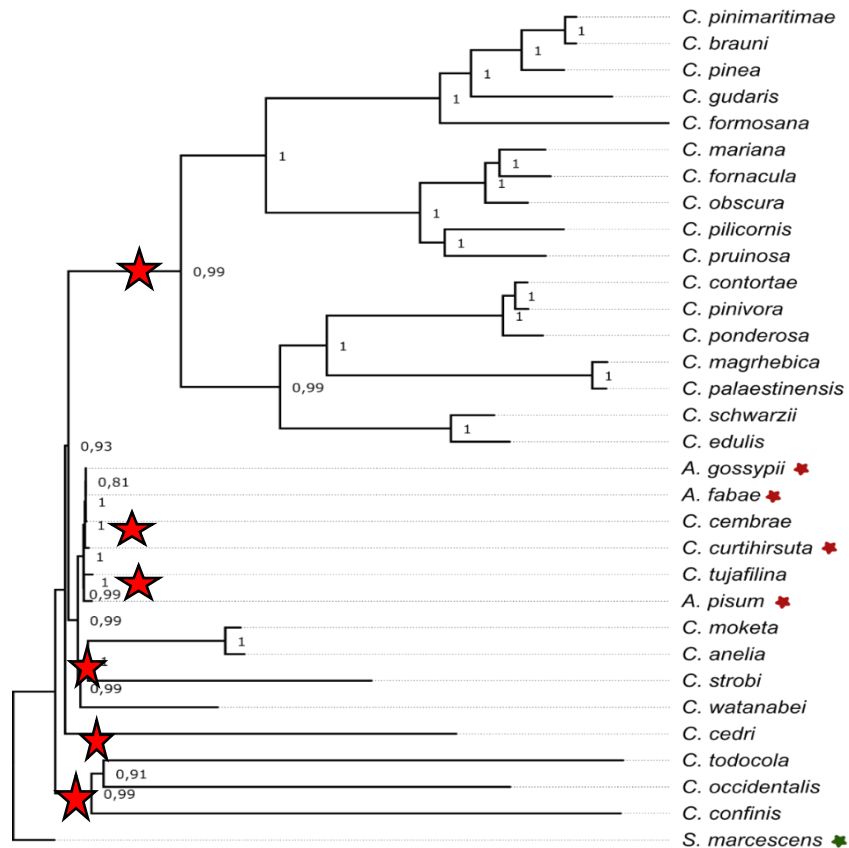 C. pinimaritimae
1
C. brauni
1
C. pinea
1
C. gudaris
1
C. formosana
C. mariana
1
1
C. fornacula
1
C. obscura
1
C. pilicornis
1
C. pruinosa
0,99
C. contortae
1
C. pinivora
1
C. ponderosa
1
C. magrhebica
1
C. palaestinensis
0,99
C. schwarzii
1
C. edulis
0,93
A. gossypii
0,81
A. fabae
1
C. cembrae
1
C. curtihirsuta
1
C. tujafilina
1
0,99
A. pisum
0,99
C. moketa
1
C. anelia
1
C. strobi
0,99
C. watanabei
C. cedri
C. todocola
0,91
C. occidentalis
0,99
C. confinis
S. marcescens